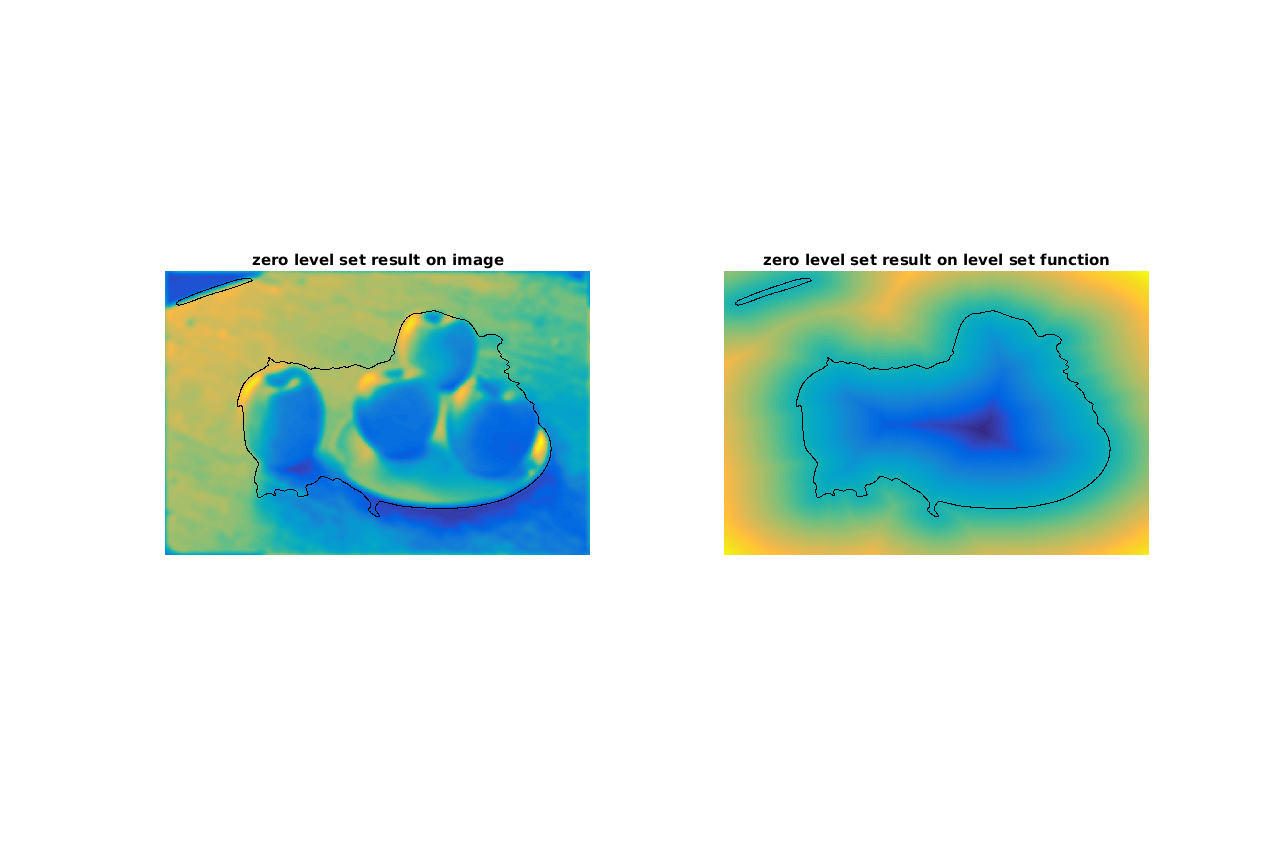 zero level set result on image
zero level set result on level set function